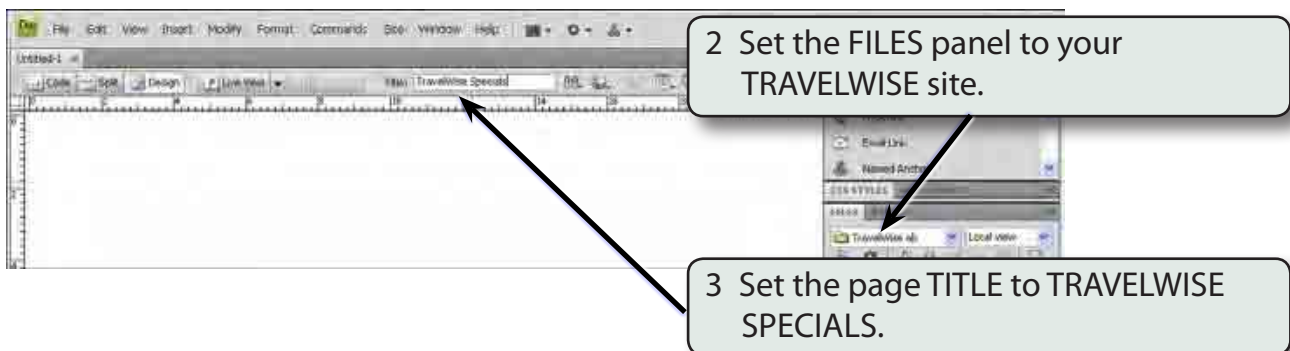 Dw File Edit View Insert Modify Format Commands Site Window Help
2 Set the FILES panel to your
TRAVELWISE site.
Untitled-1
Code Split Design Live View Title: TravelWise Specials
Email Link
Named Anchor
CSS STYLES
FILES
TravelWise ab Local view
3 Set the page TITLE to TRAVELWISE
SPECIALS.